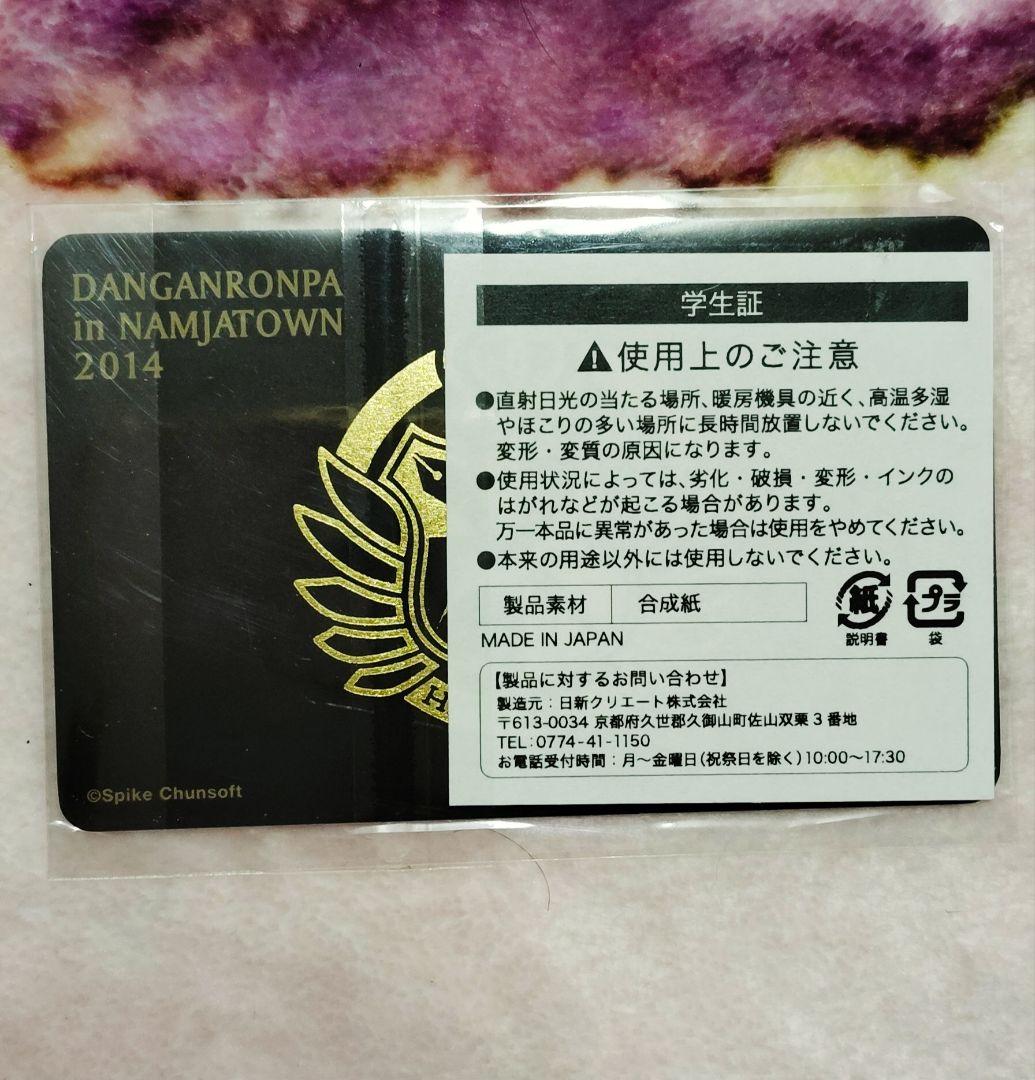 DANGANRONPA
in NAMJATOWN
2014
©Spike Chunsoft
学生証
使用上のご注意
●直射日光の当たる場所、暖房機具の近く、高温多湿
やほこりの多い場所に長時間放置しないでください。
変形・変質の原因になります。
●使用状況によっては、劣化・破損・変形・インクの
はがれなどが起こる場合があります。
万一本品に異常があった場合は使用をやめてください。
●本来の用途以外には使用しないでください。
製品素材 合成紙
紙 プラ
説明書 袋
MADE IN JAPAN
【製品に対するお問い合わせ】
製造元：日新クリエート株式会社
〒613-0034 京都府久世郡久御山町佐山双栗3番地
TEL：0774-41-1150
お電話受付時間：月～金曜日（祝祭日を除く）10:00～17:30